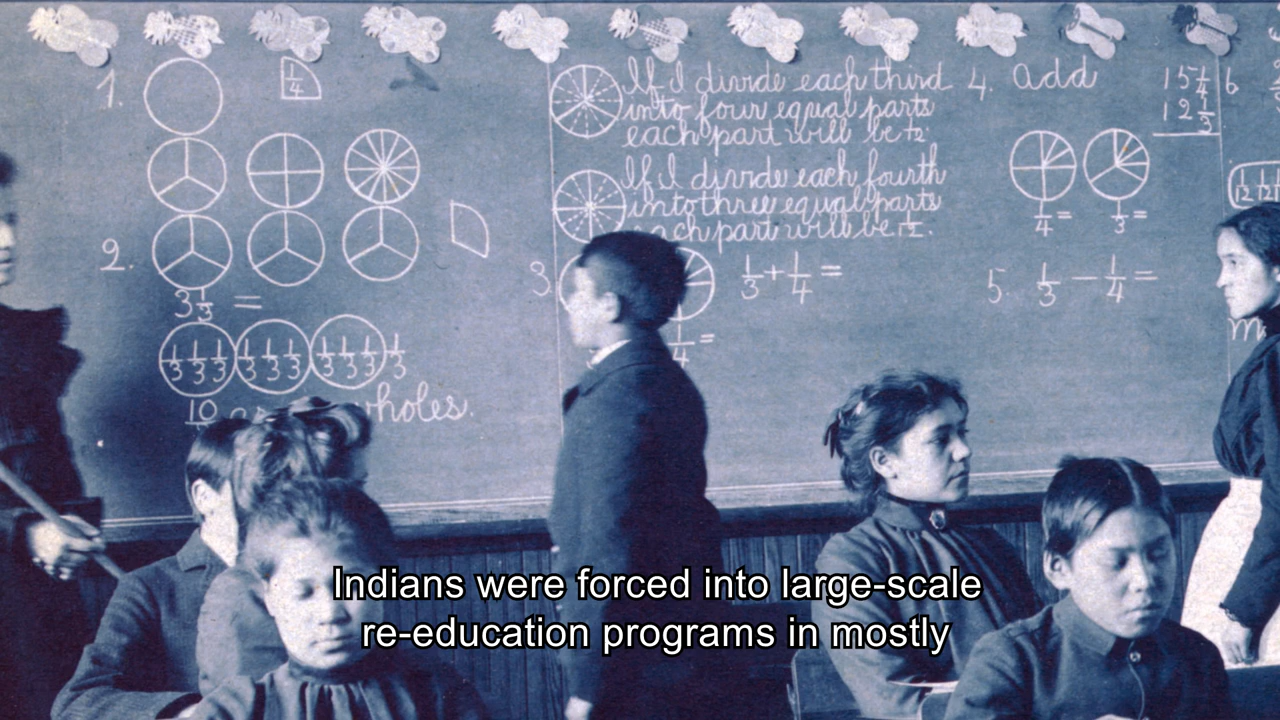 1.
1/4
2.
3 1/3 =
1/3 1/3 1/3 1/3 1/3 1/3 1/3 1/3 1/3 1/3
10 wholes.
If I divide each third
into four equal parts
each part will be 1/12.
If I divide each fourth
into three equal parts
each part will be 1/12.
3.
1/3 + 1/4 =
1/4 =
4. add
15 1/4
12 1/3
1/4 = 1/3 =
5. 1/3 - 1/4 =
6
1/12 1/12
Indians were forced into large-scale
re-education programs in mostly